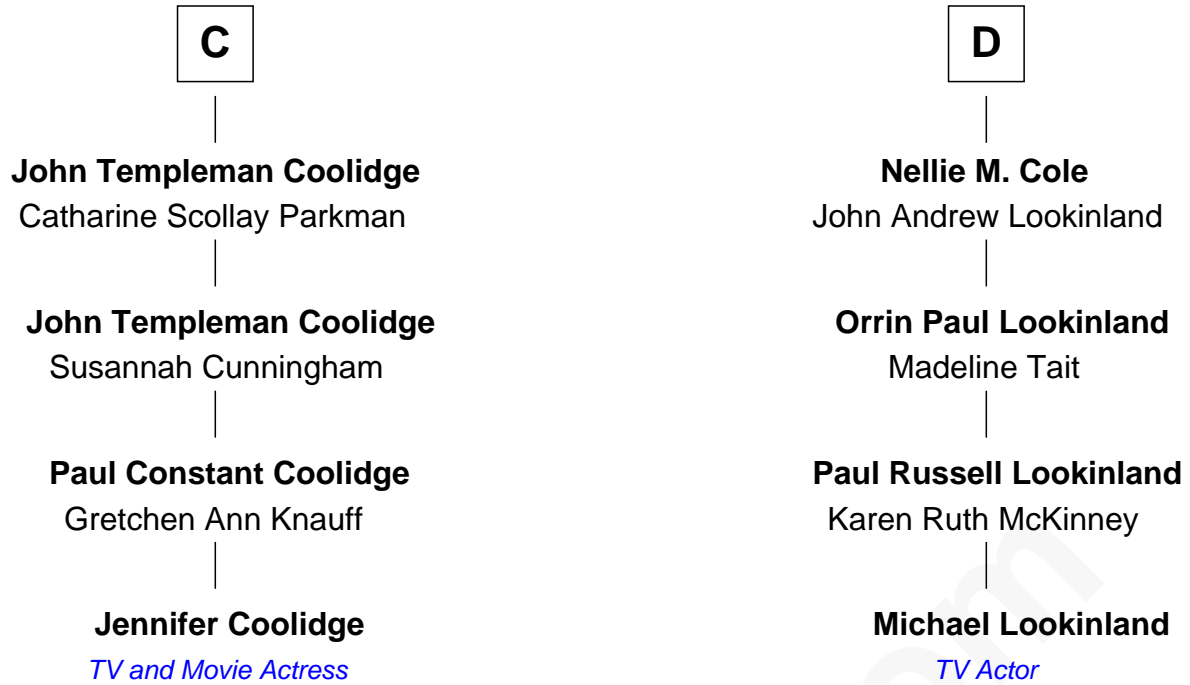 C
John Templeman Coolidge
Catharine Scollay Parkman
John Templeman Coolidge
Susannah Cunningham
Paul Constant Coolidge
Gretchen Ann Knauff
Jennifer Coolidge
TV and Movie Actress
D
Nellie M. Cole
John Andrew Lookinland
Orrin Paul Lookinland
Madeline Tait
Paul Russell Lookinland
Karen Ruth McKinney
Michael Lookinland
TV Actor